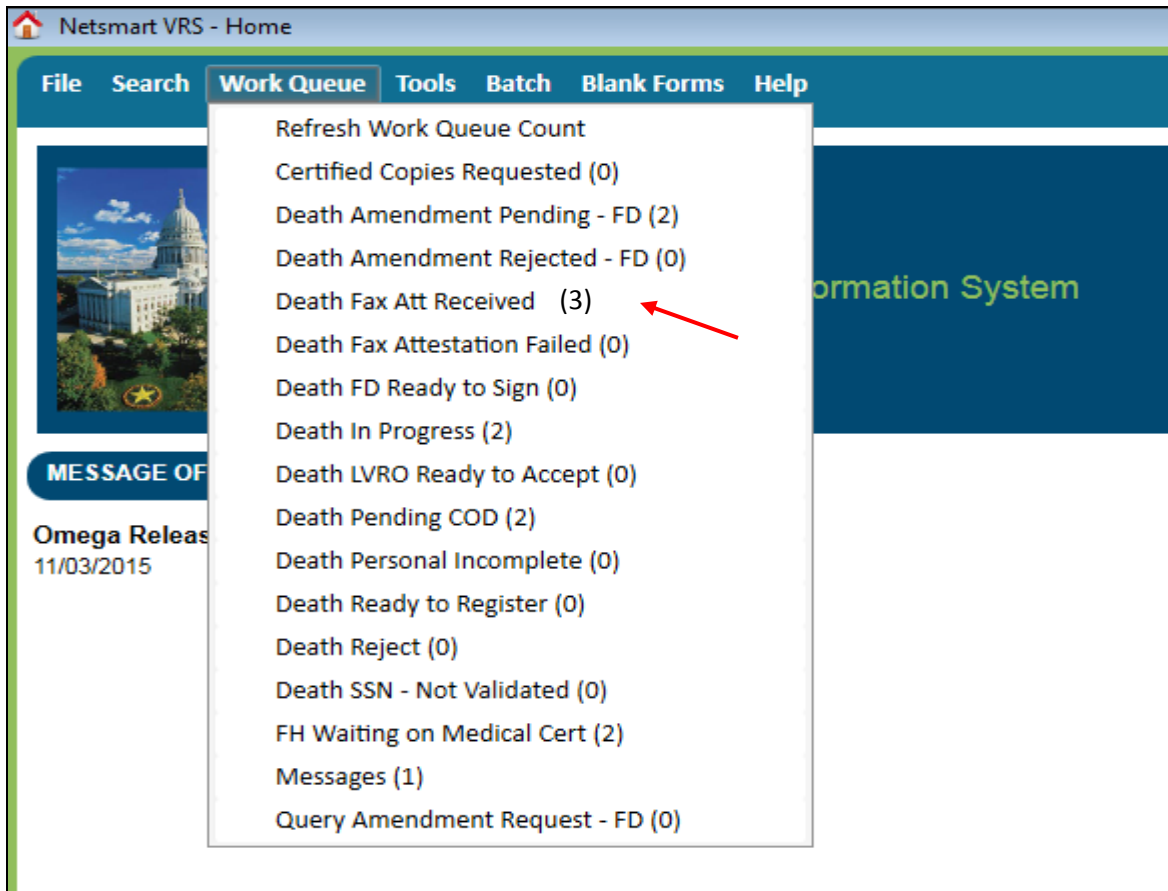 Netsmart VRS - Home
File Search Work Queue Tools Batch Blank Forms Help
Refresh Work Queue Count
Certified Copies Requested (0)
Death Amendment Pending - FD (2)
Death Amendment Rejected - FD (0)
Death Fax Att Received (3)
Death Fax Attestation Failed (0)
Death FD Ready to Sign (0)
Death In Progress (2)
Death LVRO Ready to Accept (0)
Death Pending COD (2)
Death Personal Incomplete (0)
Death Ready to Register (0)
Death Reject (0)
Death SSN - Not Validated (0)
FH Waiting on Medical Cert (2)
Messages (1)
Query Amendment Request - FD (0)
ormation System
MESSAGE OF
Omega Releas
11/03/2015